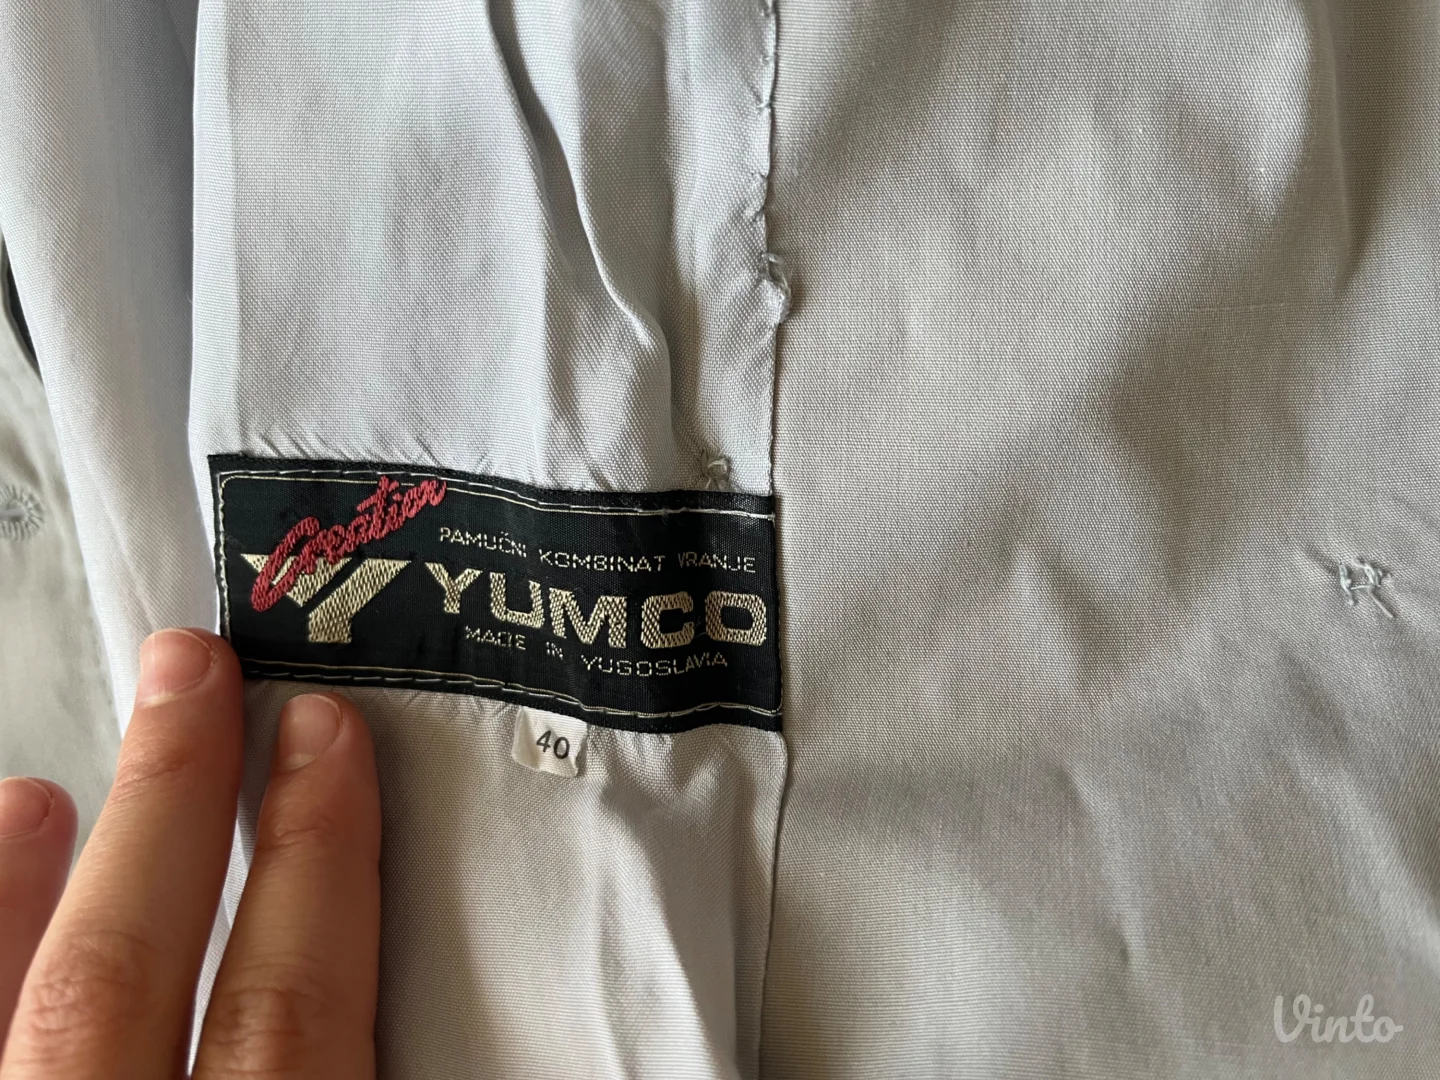 Creation
PAMUČNI KOMBINAT VRANJE
YUMCO
MADE IN YUGOSLAVIA
40
Vinto